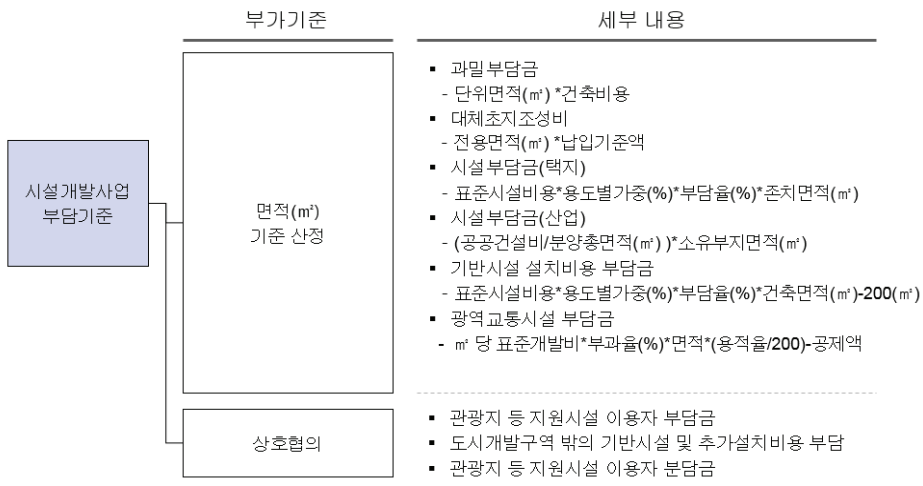 부가기준
세부 내용
시설개발사업
부담기준
면적(㎡)
기준 산정
▪ 과밀부담금
- 단위면적(㎡) *건축비용
▪ 대체초지조성비
- 전용면적(㎡) *납입기준액
▪ 시설부담금(택지)
- 표준시설비용*용도별가중(%)*부담율(%)*존치면적(㎡)
▪ 시설부담금(산업)
- (공공건설비/분양총면적(㎡) )*소유부지면적(㎡)
▪ 기반시설 설치비용 부담금
- 표준시설비용*용도별가중(%)*부담율(%)*건축면적(㎡)-200(㎡)
▪ 광역교통시설 부담금
- ㎡ 당 표준개발비*부과율(%)*면적*(용적율/200)-공제액
상호협의
▪ 관광지 등 지원시설 이용자 부담금
▪ 도시개발구역 밖의 기반시설 및 추가설치비용 부담
▪ 관광지 등 지원시설 이용자 분담금